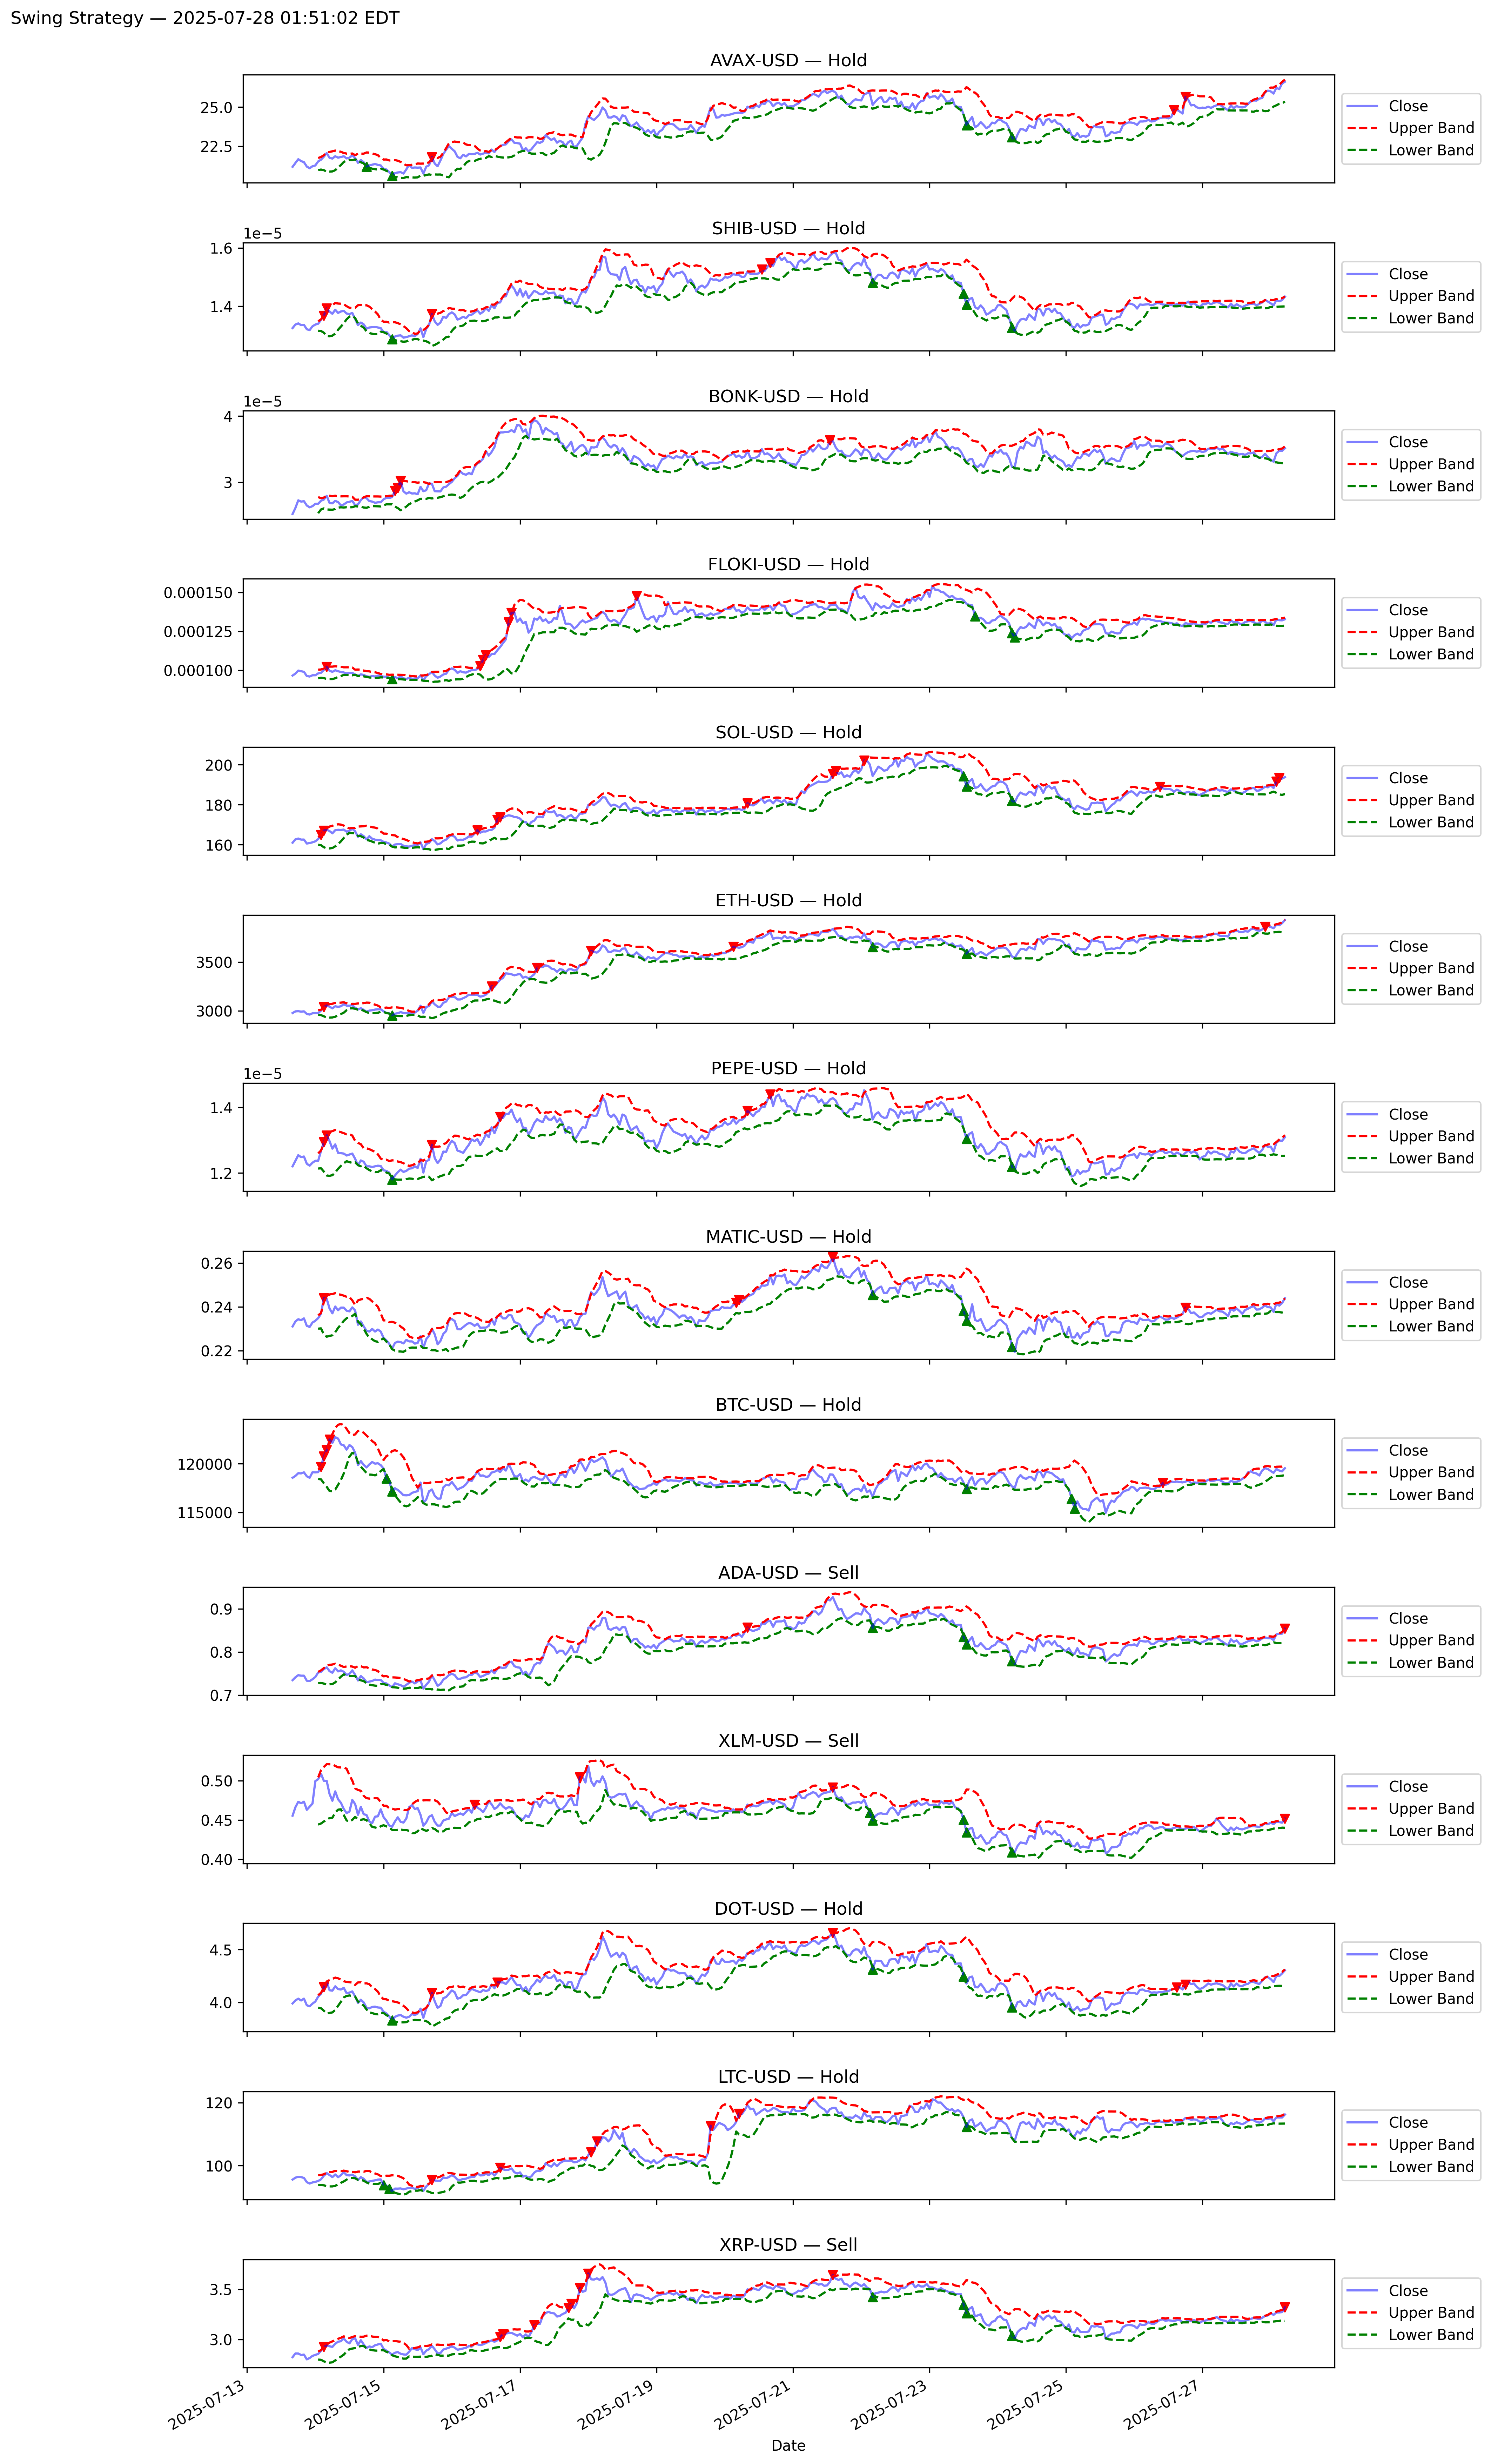 Swing Strategy — 2025-07-28 01:51:02 EDT
AVAX-USD — Hold
25.0
22.5
Close
Upper Band
Lower Band
SHIB-USD — Hold
1e−5
1.6
1.4
Close
Upper Band
Lower Band
BONK-USD — Hold
1e−5
4
3
Close
Upper Band
Lower Band
FLOKI-USD — Hold
0.000150
0.000125
0.000100
Close
Upper Band
Lower Band
SOL-USD — Hold
200
180
160
Close
Upper Band
Lower Band
ETH-USD — Hold
3500
3000
Close
Upper Band
Lower Band
PEPE-USD — Hold
1e−5
1.4
1.2
Close
Upper Band
Lower Band
MATIC-USD — Hold
0.26
0.24
0.22
Close
Upper Band
Lower Band
BTC-USD — Hold
120000
115000
Close
Upper Band
Lower Band
ADA-USD — Sell
0.9
0.8
0.7
Close
Upper Band
Lower Band
XLM-USD — Sell
0.50
0.45
0.40
Close
Upper Band
Lower Band
DOT-USD — Hold
4.5
4.0
Close
Upper Band
Lower Band
LTC-USD — Hold
120
100
Close
Upper Band
Lower Band
XRP-USD — Sell
3.5
3.0
Close
Upper Band
Lower Band
2025-07-13
2025-07-15
2025-07-17
2025-07-19
2025-07-21
2025-07-23
2025-07-25
2025-07-27
Date